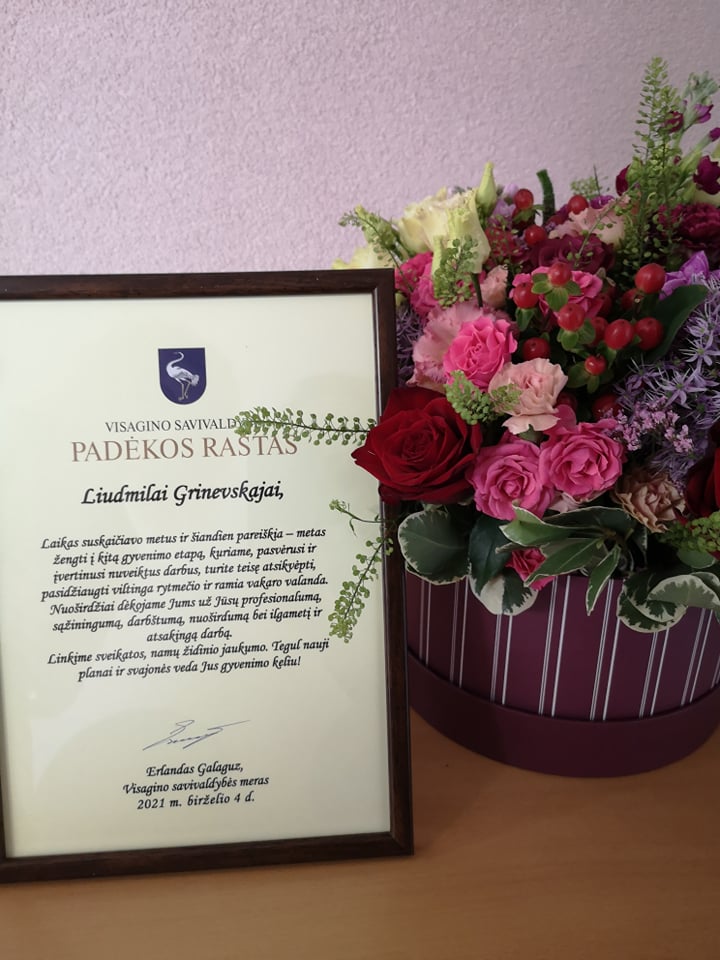 VISAGINO SAVIVALDYBĖS
PADĖKOS RAŠTAS
Liudmilai Grinevskajai,
Laikas suskaičiavo metus ir šiandien pareiškia – metas
žengti į kitą gyvenimo etapą, kuriame, pasvėrusi ir
įvertinusi nuveiktus darbus, turite teisę atsikvėpti,
pasidžiaugti viltinga rytmečio ir ramia vakaro valanda.
Nuoširdžiai dėkojame Jums už Jūsų profesionalumą,
sąžiningumą, darbštumą, nuoširdumą bei ilgametį ir
atsakingą darbą.
Linkime sveikatos, namų židinio jaukumo. Tegul nauji
planai ir svajonės veda Jus gyvenimo keliu!
Erlandas Galaguz,
Visagino savivaldybės meras
2021 m. birželio 4 d.